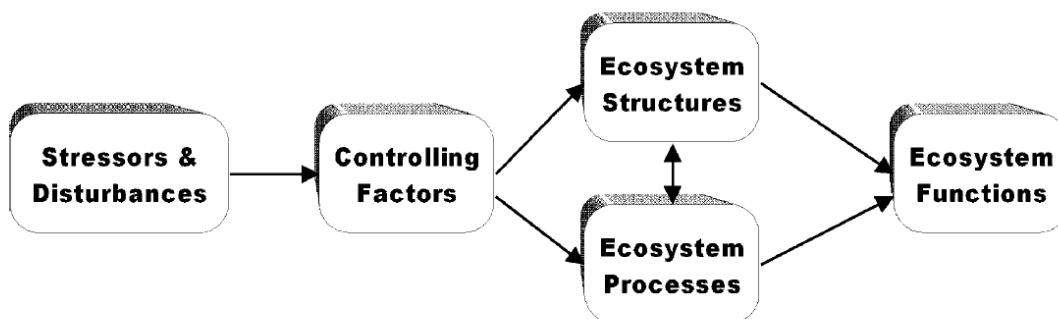 Stressors &
Disturbances
Controlling
Factors
Ecosystem
Structures
Ecosystem
Processes
Ecosystem
Functions